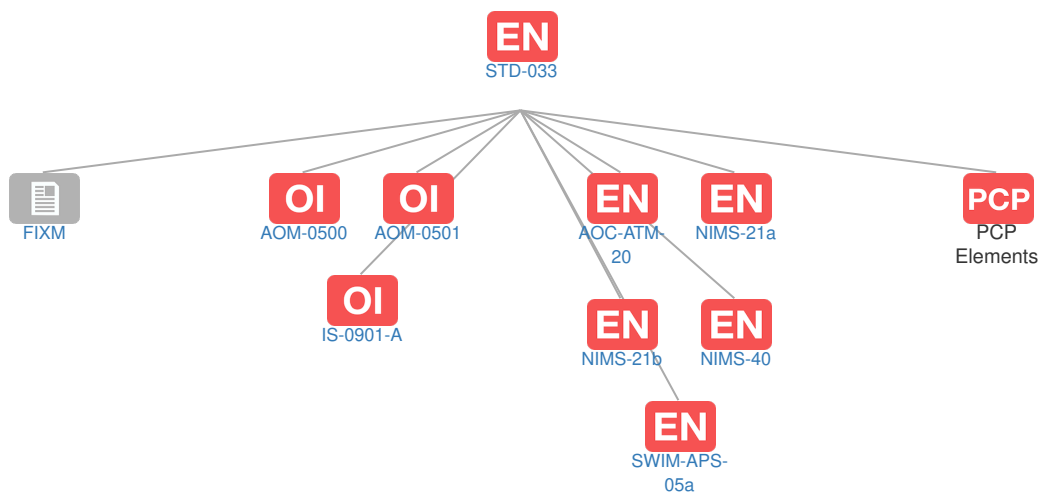 EN
STD-033
OI
OI
EN
EN
PCP
FIXM
AOM-0500
AOM-0501
AOC-ATM-
20
NIMS-21a
PCP
Elements
OI
IS-0901-A
EN
EN
NIMS-21b
NIMS-40
EN
SWIM-APS-
05a